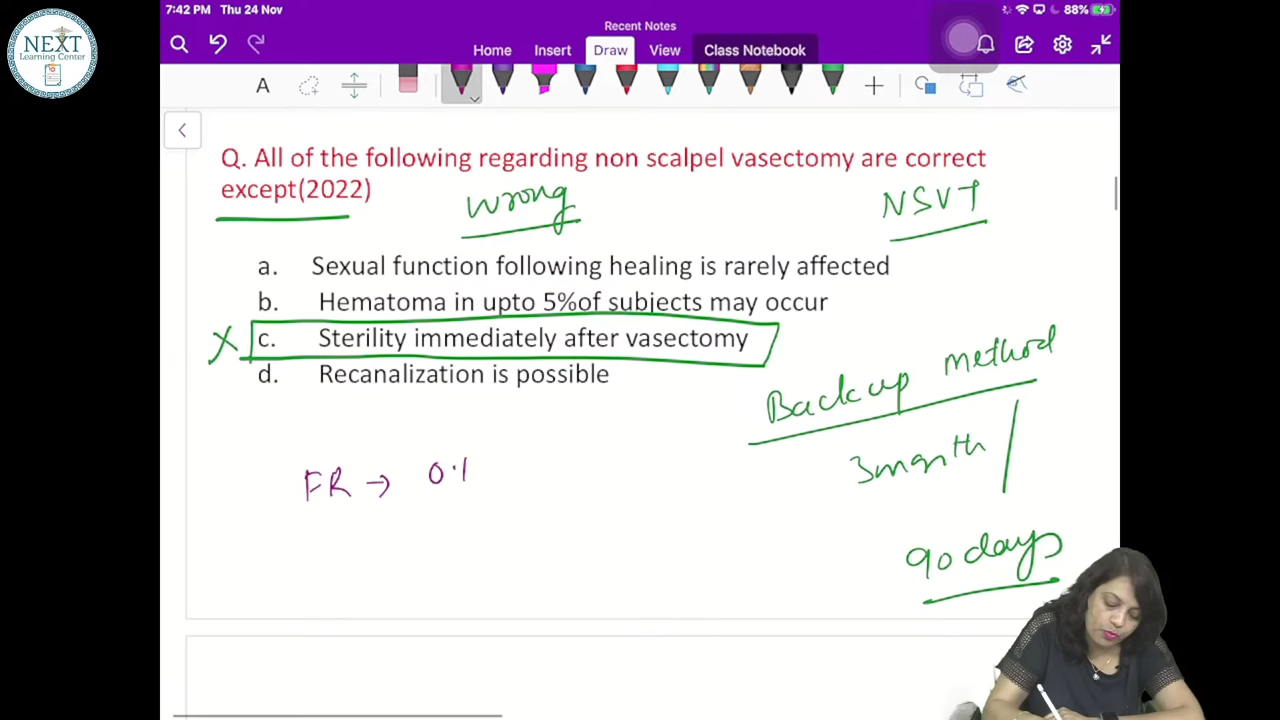 7:42 PM Thu 24 Nov
88%
NEXT
Learning Center
Recent Notes
Home Insert Draw View Class Notebook
A
Q. All of the following regarding non scalpel vasectomy are correct
except(2022)
wrong
NSVT
a. Sexual function following healing is rarely affected
b. Hematoma in upto 5%of subjects may occur
X
c. Sterility immediately after vasectomy
d. Recanalization is possible
Backup method
3month
FR → 0.1
90 days